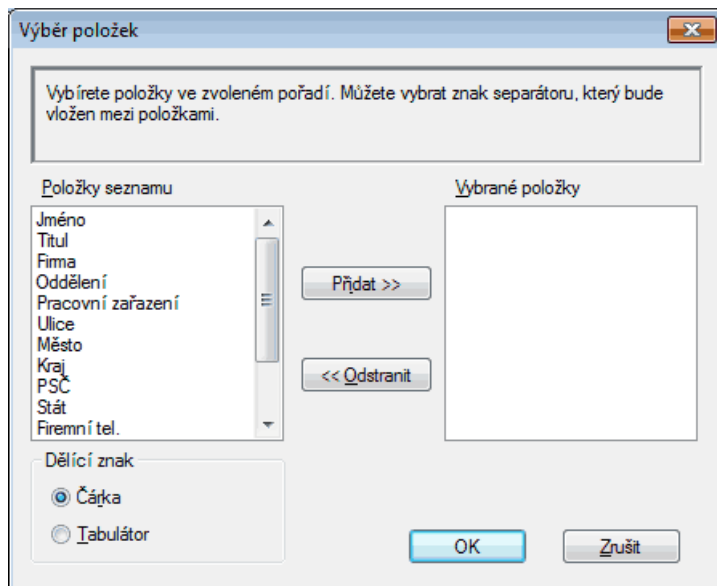 Výběr položek
Vybírete položky ve zvoleném pořadí. Můžete vybrat znak separátoru, který bude
vložen mezi položkami.
Položky seznamu
Vybrané položky
Jméno
Titul
Firma
Oddělení
Pracovní zařazení
Ulice
Město
Kraj
PSČ
Stát
Firemní tel.
Přidat >>
<< Odstranit
Dělící znak
Čárka
Tabulátor
OK
Zrušit